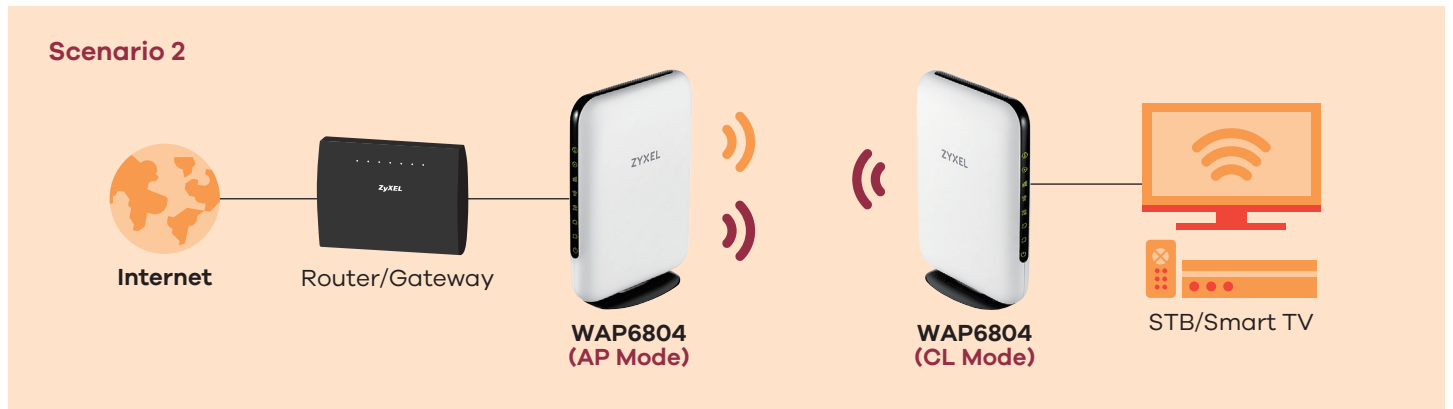 Scenario 2
ZYXEL
ZYXEL
ZyXEL
Internet
Router/Gateway
WAP6804
(AP Mode)
WAP6804
(CL Mode)
STB/Smart TV